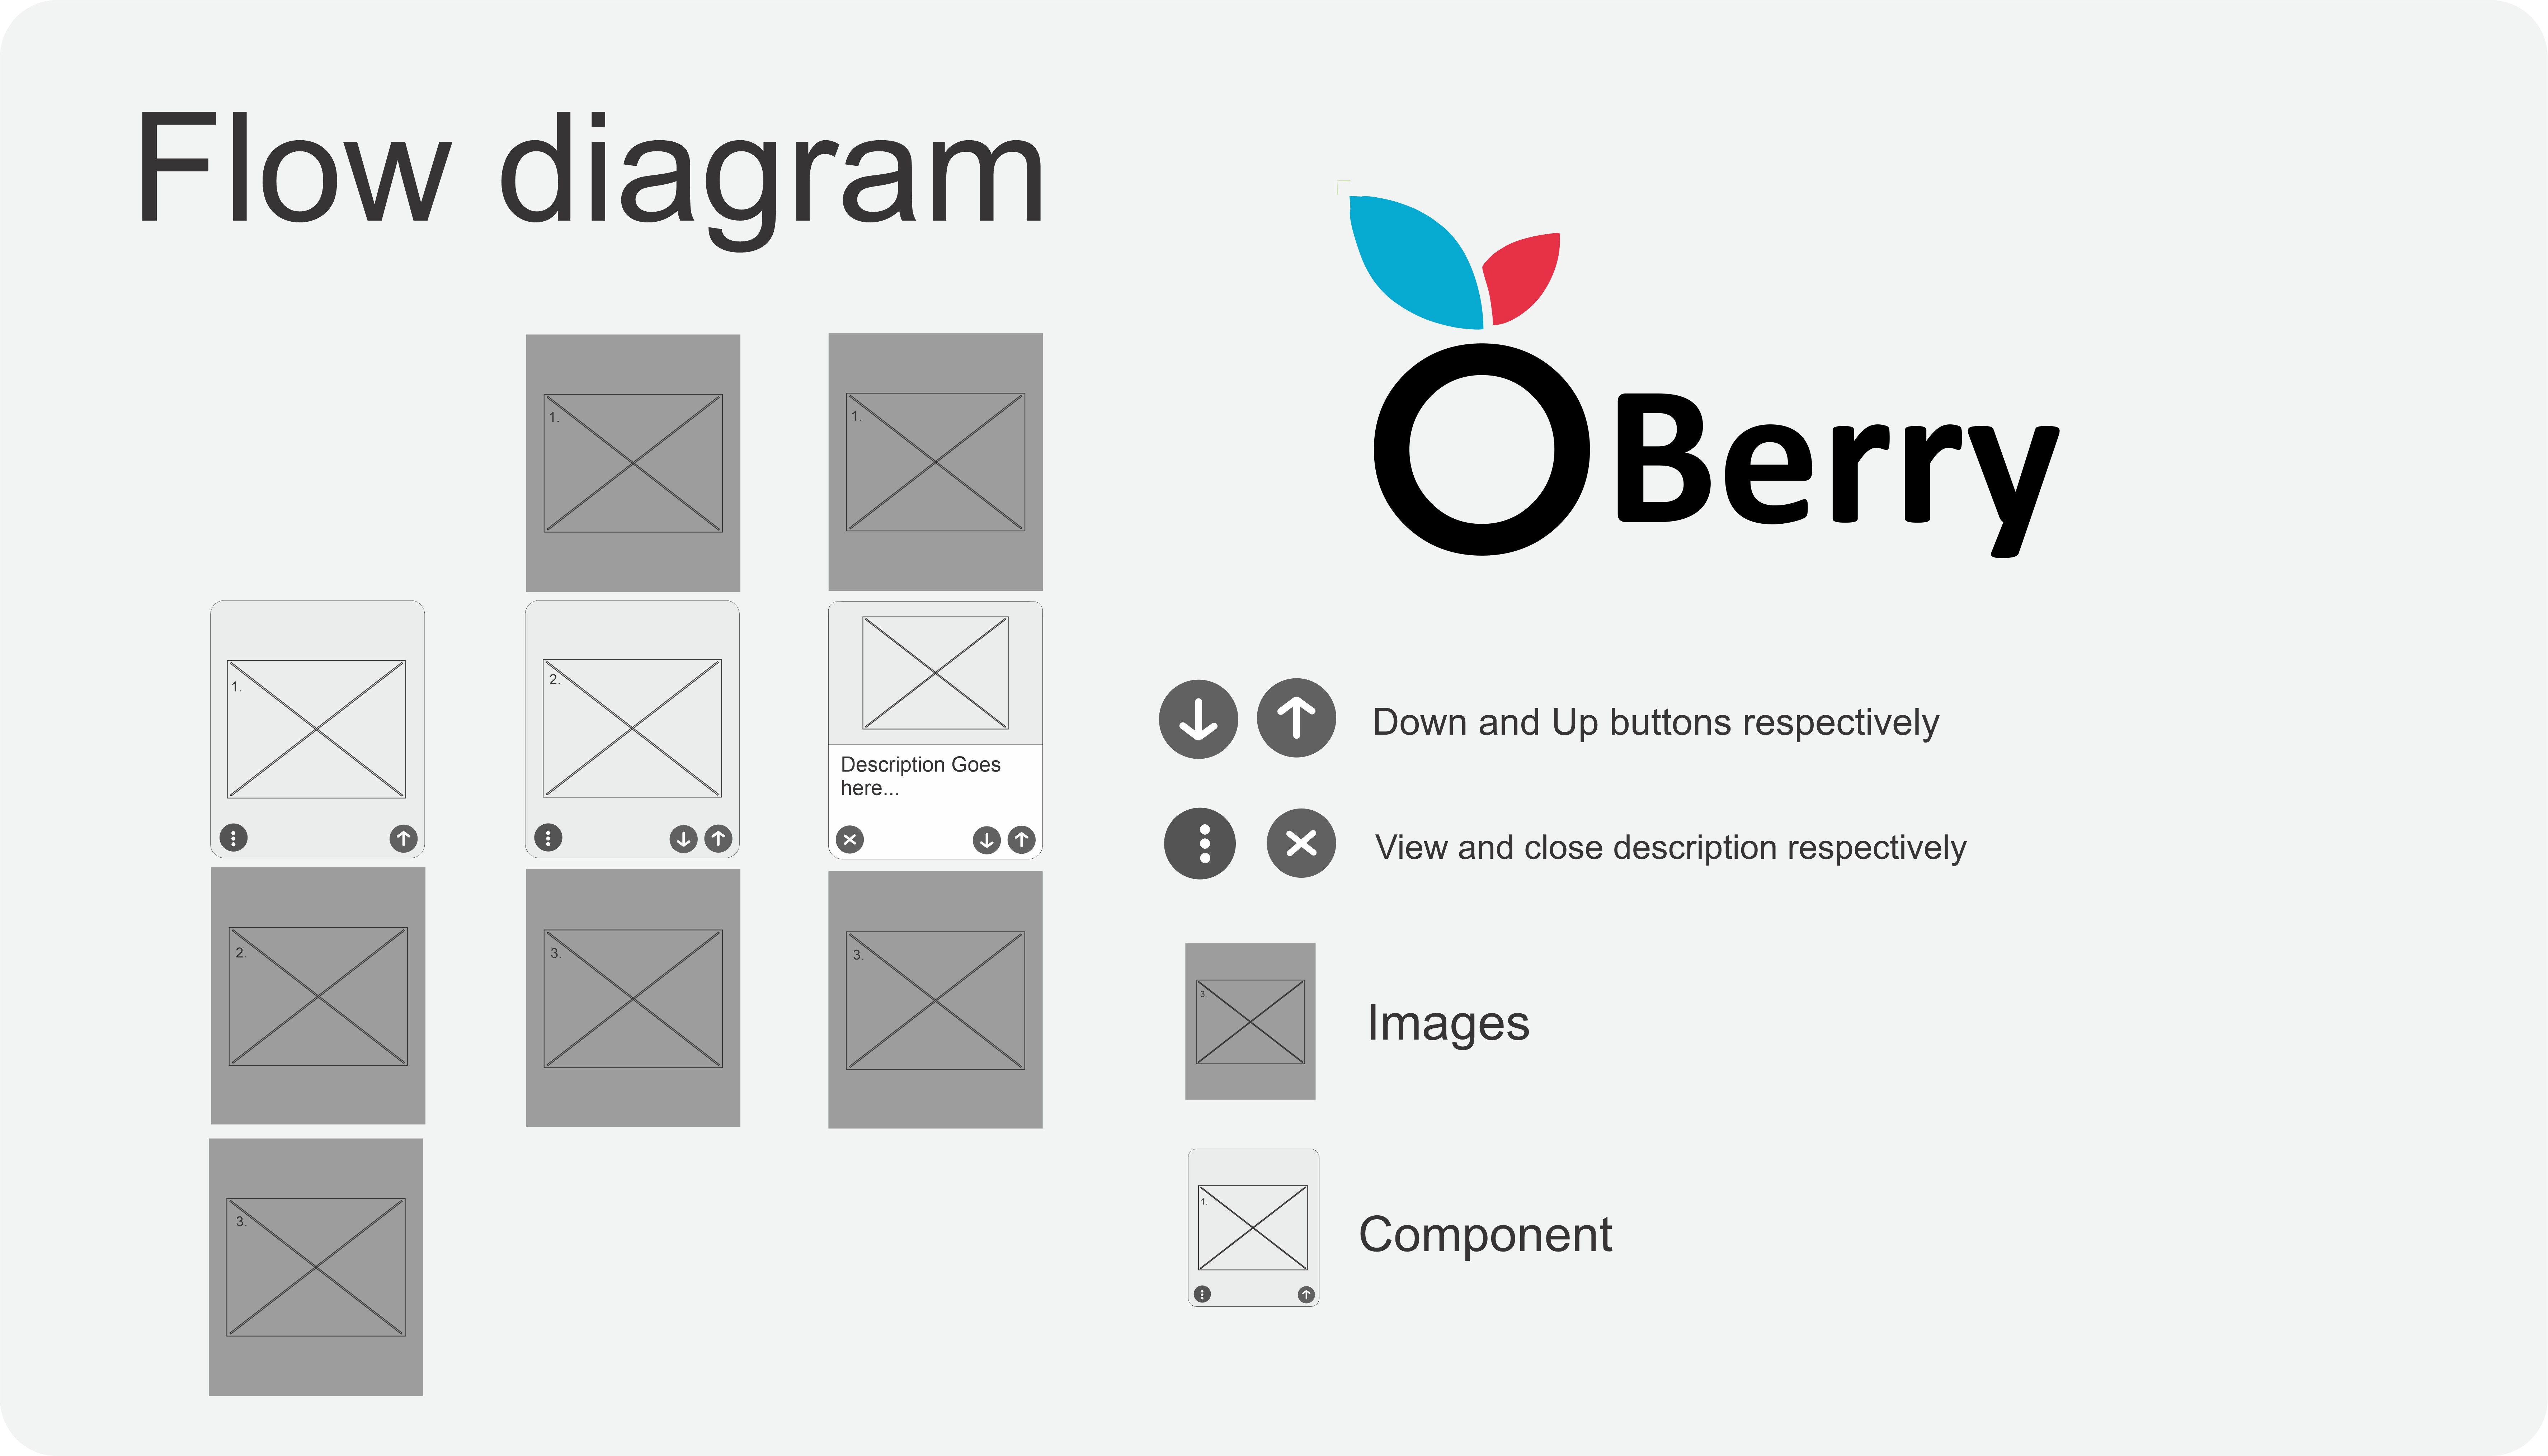 Flow diagram
1.
1.
OBerry
1.
2.
Description Goes
here...
Down and Up buttons respectively
View and close description respectively
2.
3.
3.
3.
Images
3.
1.
Component